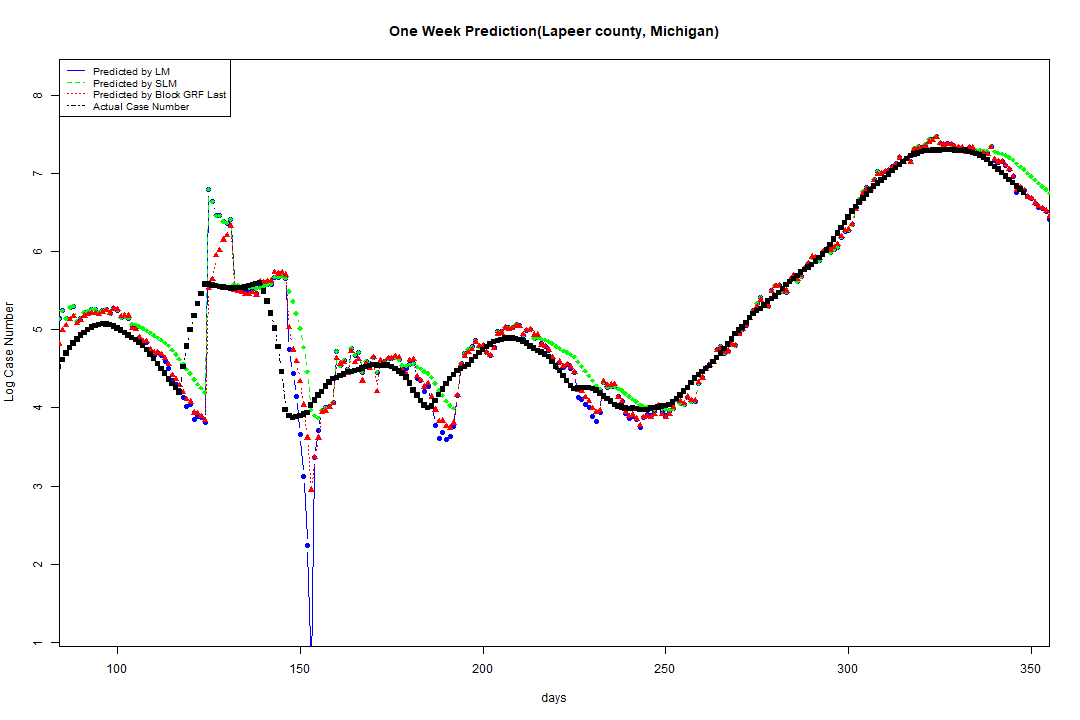 One Week Prediction(Lapeer county, Michigan)
Predicted by LM
Predicted by SLM
Predicted by Block GRF Last
Actual Case Number
Log Case Number
8
7
6
5
4
3
2
1
100 150 200 250 300 350
days